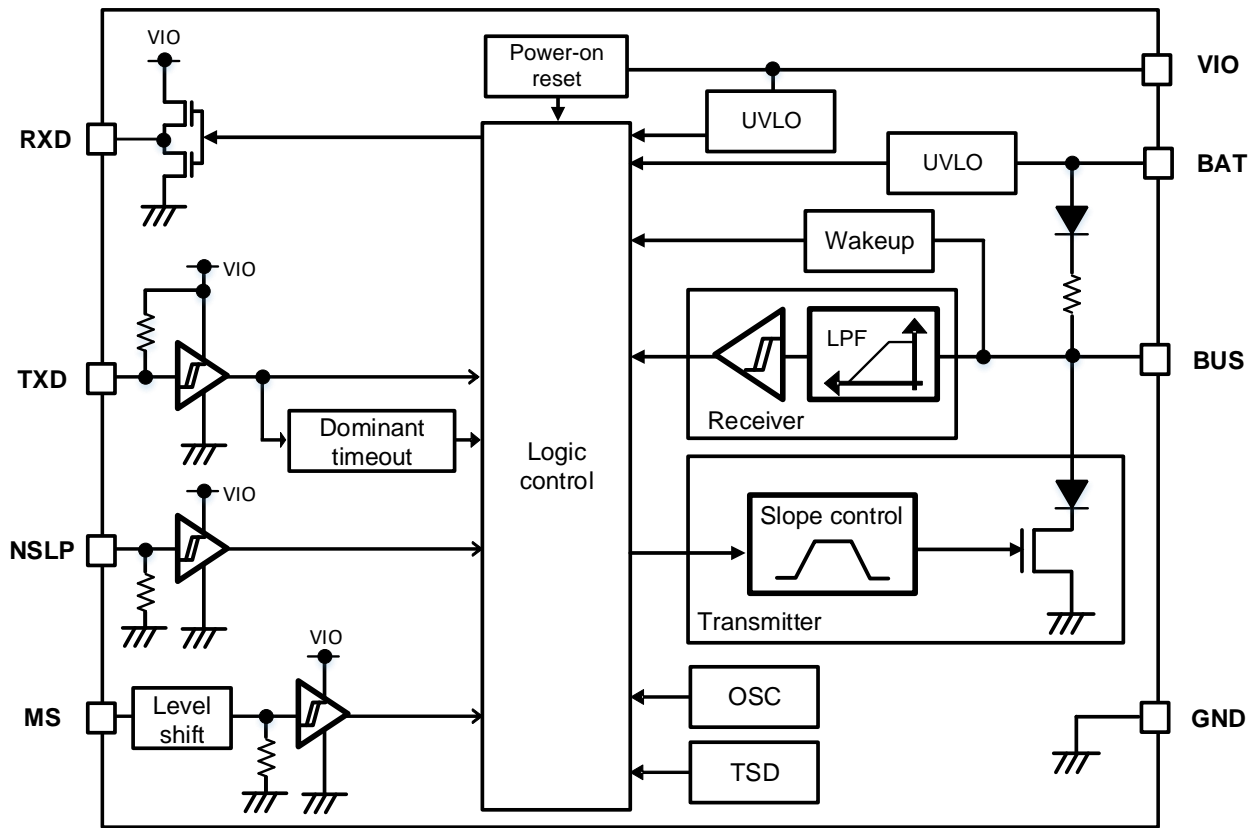 VIO
Power-on
reset
VIO
RXD
UVLO
UVLO
BAT
Wakeup
VIO
LPF
TXD
BUS
Receiver
Dominant
timeout
Logic
control
VIO
Slope control
NSLP
Transmitter
VIO
MS
Level
shift
OSC
GND
TSD